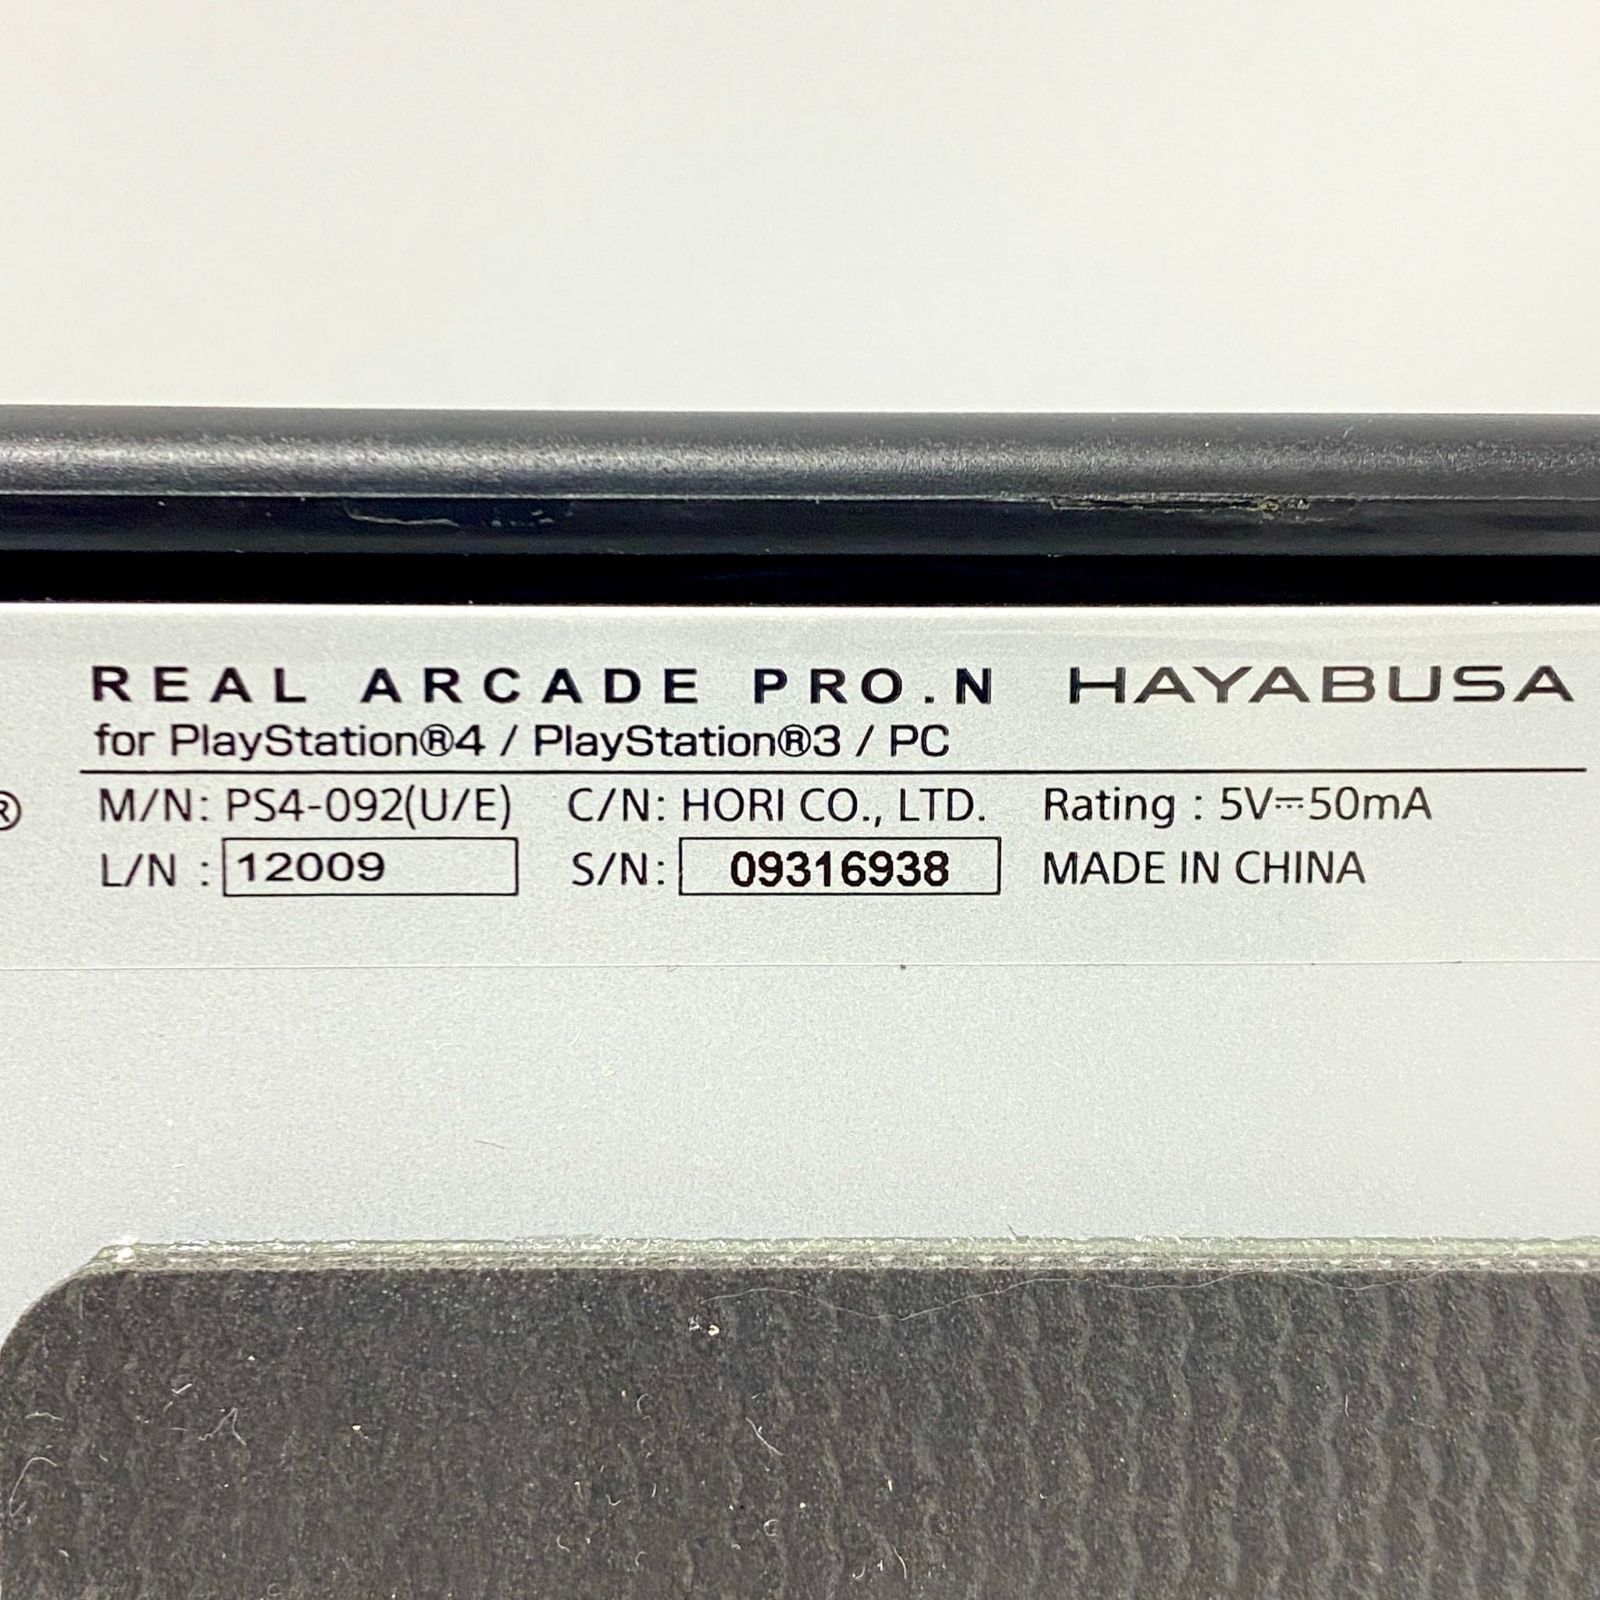 REAL ARCADE PRO.N HAYABUSA
for PlayStation®4 / PlayStation®3 / PC
® M/N: PS4-092(U/E) C/N: HORI CO., LTD. Rating : 5V⎓50mA
L/N : 12009 S/N: 09316938 MADE IN CHINA